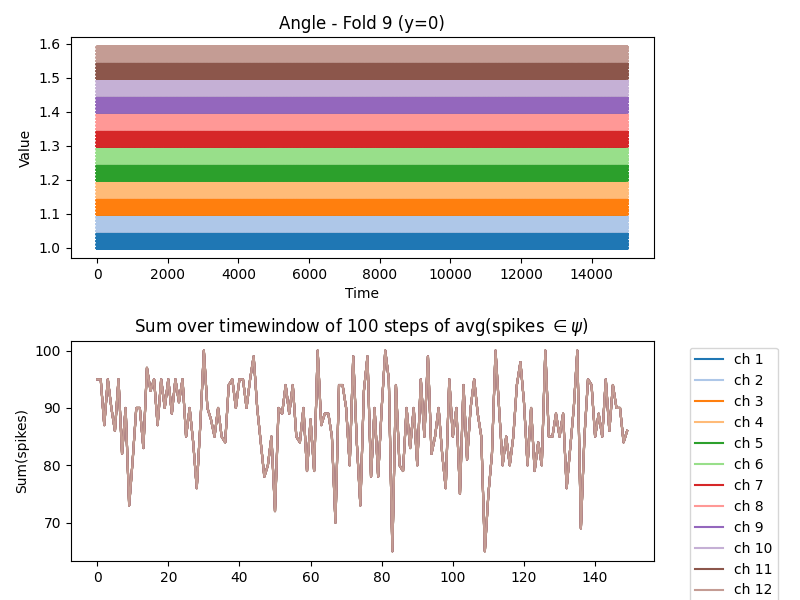 Angle - Fold 9 (y=0)
1.6
1.5
1.4
1.3
1.2
1.1
1.0
Value
0 2000 4000 6000 8000 10000 12000 14000
Time
Sum over timewindow of 100 steps of avg(spikes ∈ ψ)
100
90
80
70
Sum(spikes)
0 20 40 60 80 100 120 140
ch 1
ch 2
ch 3
ch 4
ch 5
ch 6
ch 7
ch 8
ch 9
ch 10
ch 11
ch 12